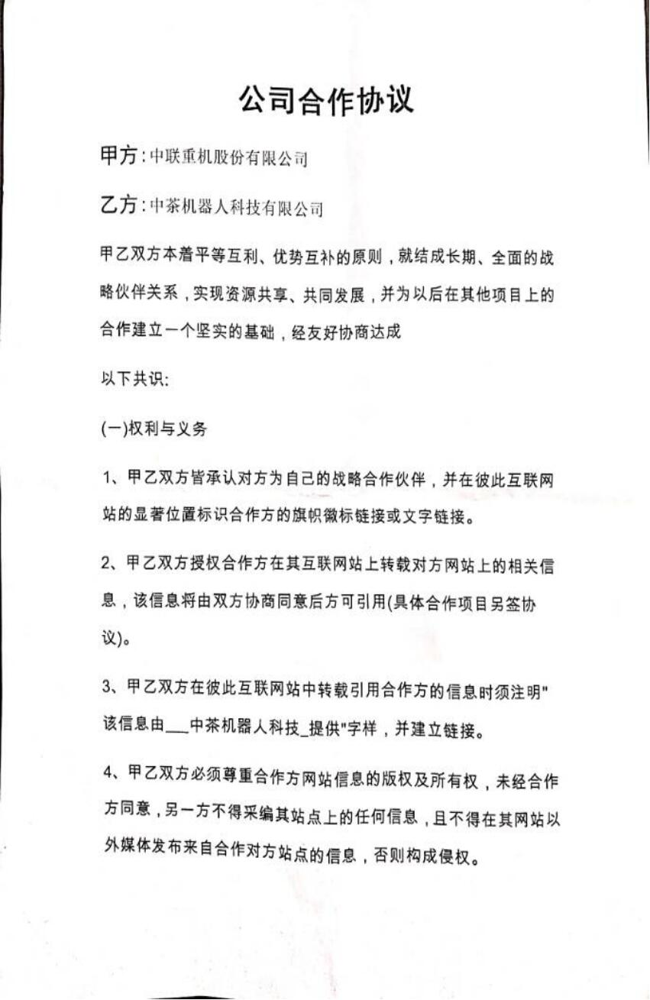 公司合作协议
甲方:中联重机股份有限公司
乙方:中茶机器人科技有限公司
甲乙双方本着平等互利、优势互补的原则，就结成长期、全面的战
略伙伴关系，实现资源共享、共同发展，并为以后在其他项目上的
合作建立一个坚实的基础，经友好协商达成
以下共识:
(一)权利与义务
1、甲乙双方皆承认对方为自己的战略合作伙伴，并在彼此互联网
站的显著位置标识合作方的旗帜徽标链接或文字链接。
2、甲乙双方授权合作方在其互联网站上转载对方网站上的相关信
息，该信息将由双方协商同意后方可引用(具体合作项目另签协
议)。
3、甲乙双方在彼此互联网站中转载引用合作方的信息时须注明"
该信息由___中茶机器人科技_提供"字样，并建立链接。
4、甲乙双方必须尊重合作方网站信息的版权及所有权，未经合作
方同意，另一方不得采编其站点上的任何信息，且不得在其网站以
外媒体发布来自合作对方站点的信息，否则构成侵权。